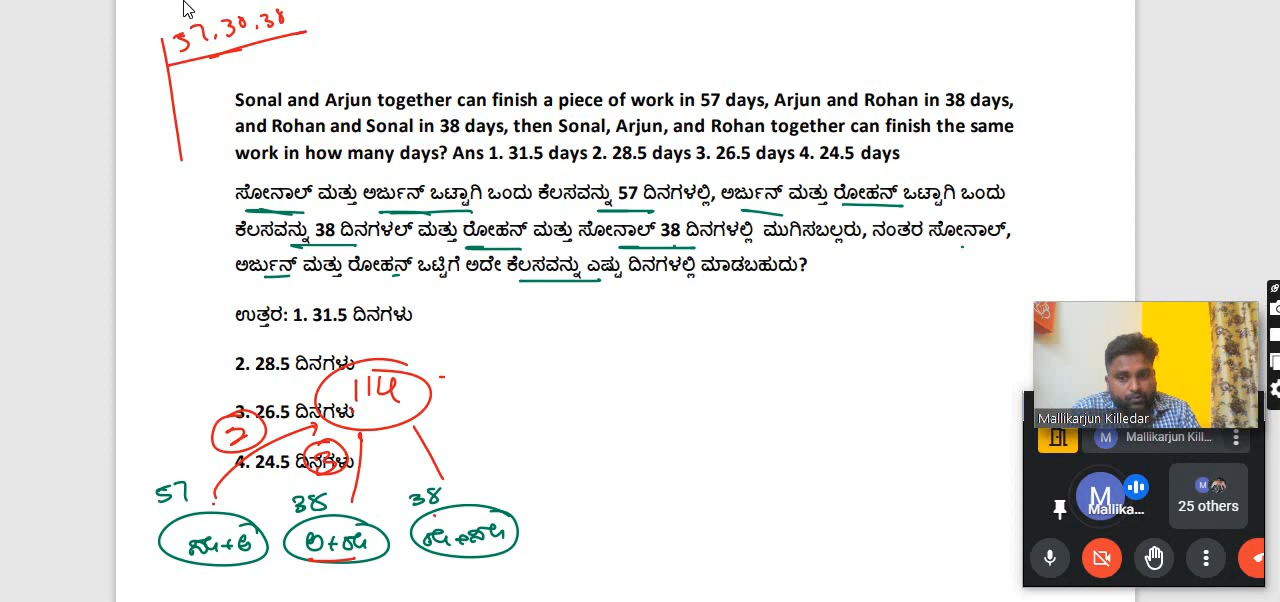 57, 38, 38
Sonal and Arjun together can finish a piece of work in 57 days, Arjun and Rohan in 38 days,
and Rohan and Sonal in 38 days, then Sonal, Arjun, and Rohan together can finish the same
work in how many days? Ans 1. 31.5 days 2. 28.5 days 3. 26.5 days 4. 24.5 days
ಸೋನಾಲ್ ಮತ್ತು ಅರ್ಜುನ್ ಒಟ್ಟಾಗಿ ಒಂದು ಕೆಲಸವನ್ನು 57 ದಿನಗಳಲ್ಲಿ, ಅರ್ಜುನ್ ಮತ್ತು ರೋಹನ್ ಒಟ್ಟಾಗಿ ಒಂದು
ಕೆಲಸವನ್ನು 38 ದಿನಗಳಲ್ ಮತ್ತು ರೋಹನ್ ಮತ್ತು ಸೋನಾಲ್ 38 ದಿನಗಳಲ್ಲಿ ಮುಗಿಸಬಲ್ಲರು, ನಂತರ ಸೋನಾಲ್,
ಅರ್ಜುನ್ ಮತ್ತು ರೋಹನ್ ಒಟ್ಟಿಗೆ ಅದೇ ಕೆಲಸವನ್ನು ಎಷ್ಟು ದಿನಗಳಲ್ಲಿ ಮಾಡಬಹುದು?
ಉತ್ತರ: 1. 31.5 ದಿನಗಳು
2. 28.5 ದಿನಗಳು
114
3. 26.5 ದಿನಗಳು
2
3
4. 24.5 ದಿನಗಳು
57
38
38
Mallikarjun Killedar
Mallikarjun Kill...
M
M
M
Mallika...
25 others